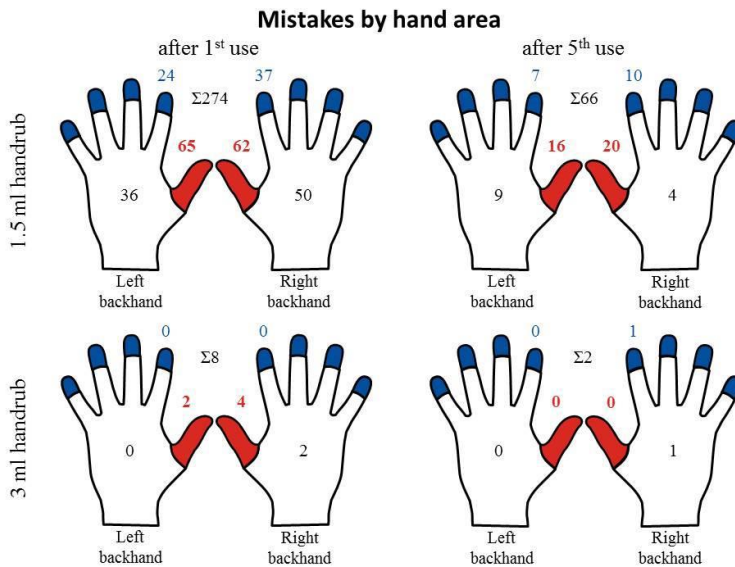 Mistakes by hand area
after 1st use
after 5th use
1.5 ml handrub
24 37
Σ274
65 62
36 50
Left
backhand
Right
backhand
7 10
Σ66
16 20
9 4
Left
backhand
Right
backhand
3 ml handrub
0 0
Σ8
2 4
0 2
Left
backhand
Right
backhand
0 1
Σ2
0 0
0 1
Left
backhand
Right
backhand